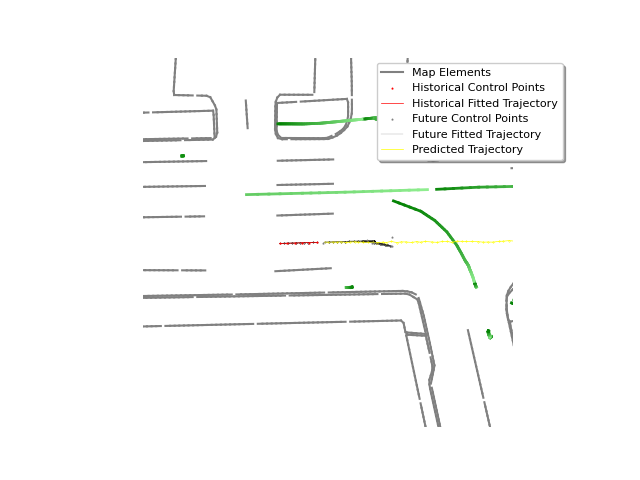 Map Elements
Historical Control Points
Historical Fitted Trajectory
Future Control Points
Future Fitted Trajectory
Predicted Trajectory